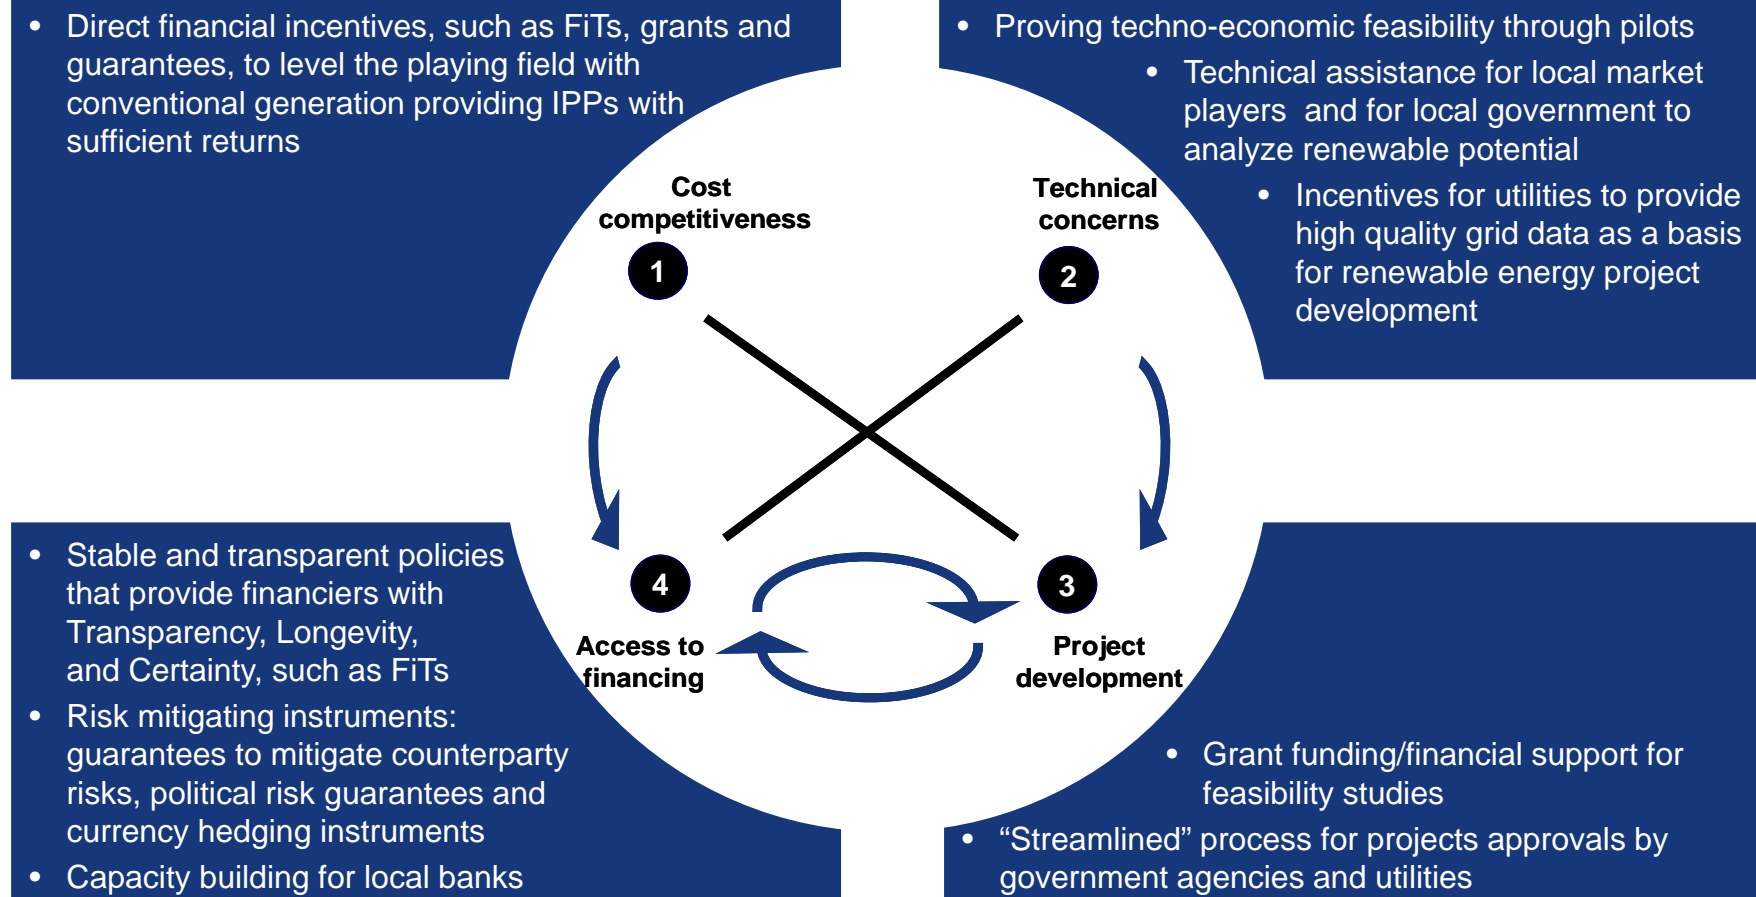 • Direct financial incentives, such as FiTs, grants and
guarantees, to level the playing field with
conventional generation providing IPPs with
sufficient returns
• Proving techno-economic feasibility through pilots
• Technical assistance for local market
players and for local government to
analyze renewable potential
• Incentives for utilities to provide
high quality grid data as a basis
for renewable energy project
development
Cost
competitiveness
1
Technical
concerns
2
4
Access to
financing
3
Project
development
• Stable and transparent policies
that provide financiers with
Transparency, Longevity,
and Certainty, such as FiTs
• Risk mitigating instruments:
guarantees to mitigate counterparty
risks, political risk guarantees and
currency hedging instruments
• Capacity building for local banks
• Grant funding/financial support for
feasibility studies
• “Streamlined” process for projects approvals by
government agencies and utilities